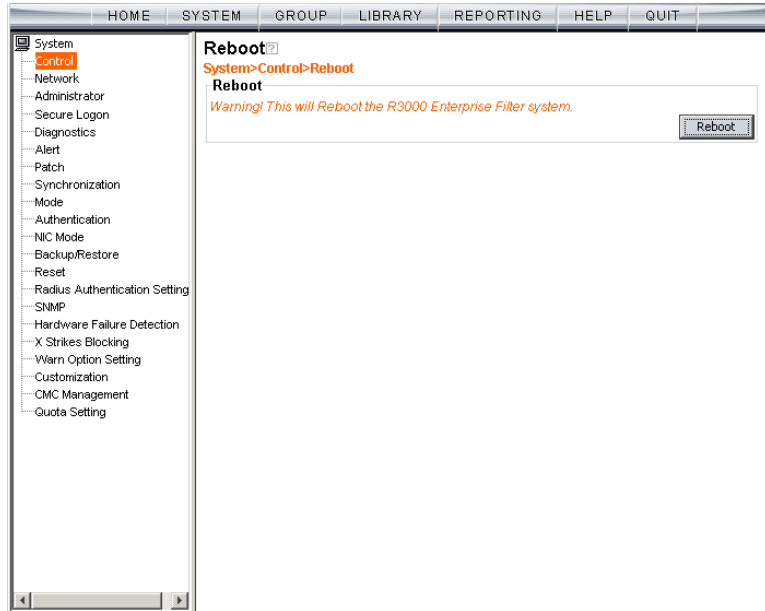 HOME SYSTEM GROUP LIBRARY REPORTING HELP QUIT
System
Control
Network
Administrator
Secure Logon
Diagnostics
Alert
Patch
Synchronization
Mode
Authentication
NIC Mode
Backup/Restore
Reset
Radius Authentication Setting
SNMP
Hardware Failure Detection
X Strikes Blocking
Warn Option Setting
Customization
CMC Management
Quota Setting
Reboot ?
System>Control>Reboot
Reboot
Warning! This will Reboot the R3000 Enterprise Filter system.
Reboot